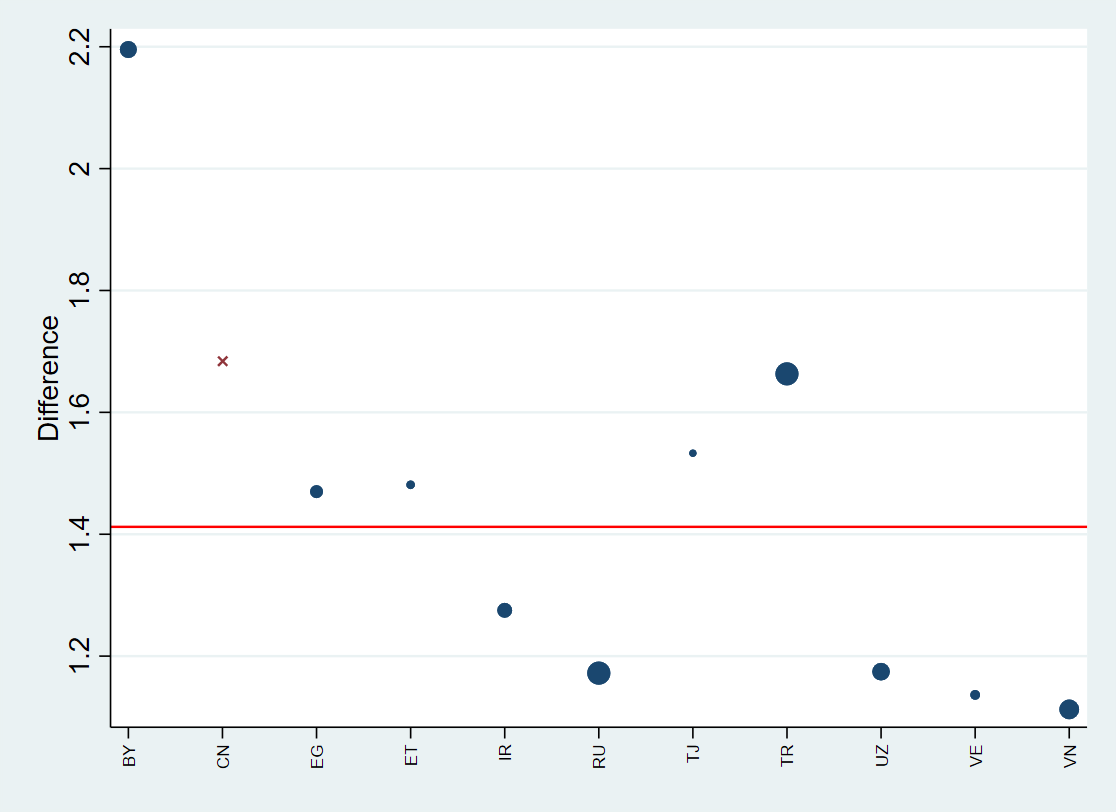 Difference
2.2
2
1.8
1.6
1.4
1.2
BY
CN
EG
ET
IR
RU
TJ
TR
UZ
VE
VN